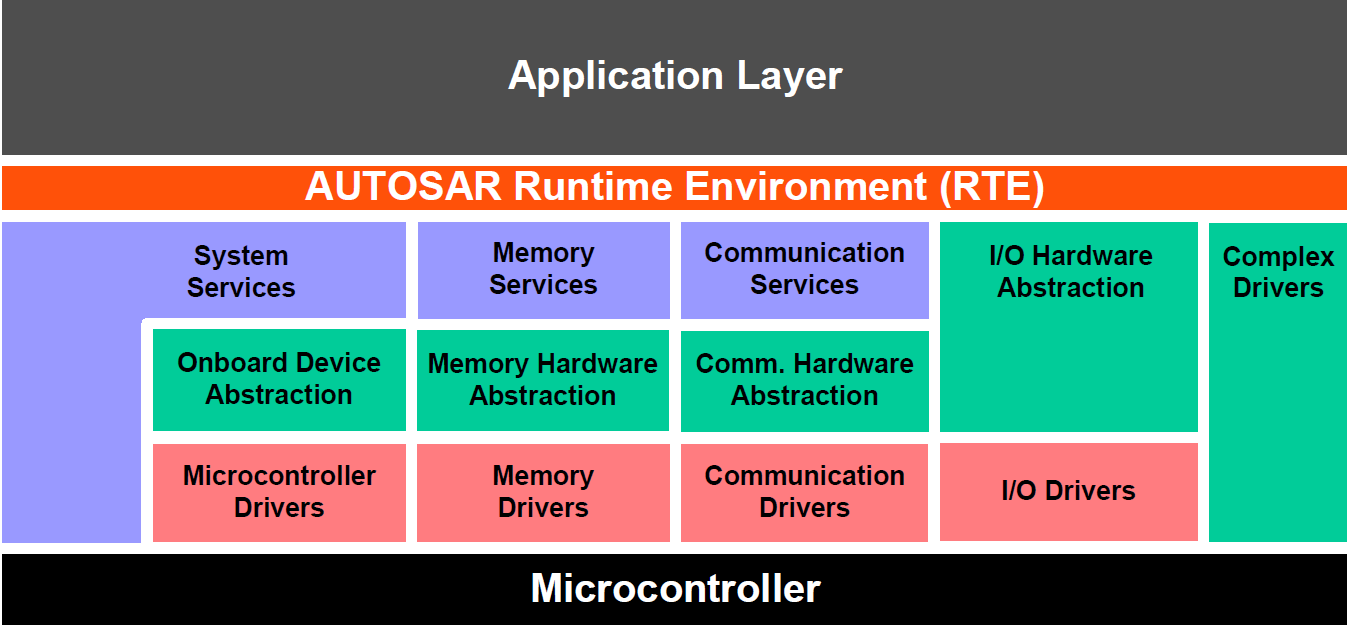 Application Layer
AUTOSAR Runtime Environment (RTE)
System
Services
Memory
Services
Communication
Services
I/O Hardware
Abstraction
Complex
Drivers
Onboard Device
Abstraction
Memory Hardware
Abstraction
Comm. Hardware
Abstraction
Microcontroller
Drivers
Memory
Drivers
Communication
Drivers
I/O Drivers
Microcontroller